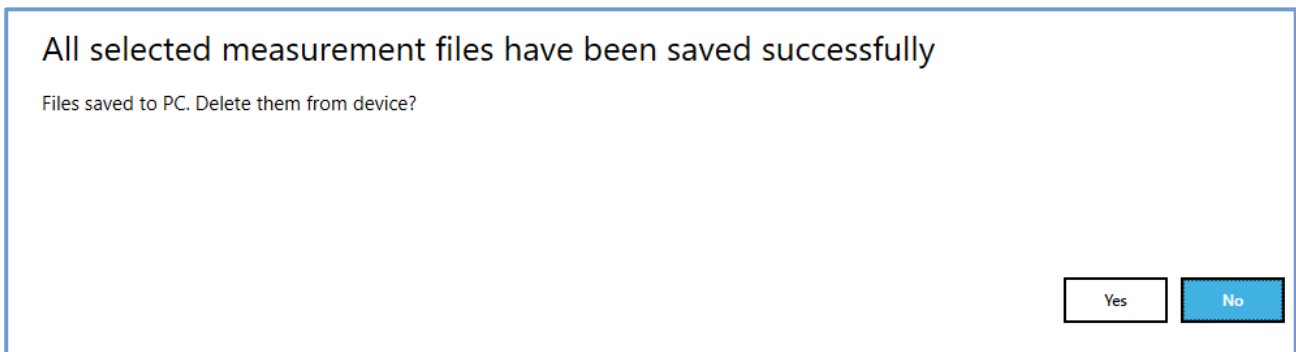 All selected measurement files have been saved successfully
Files saved to PC. Delete them from device?
Yes No